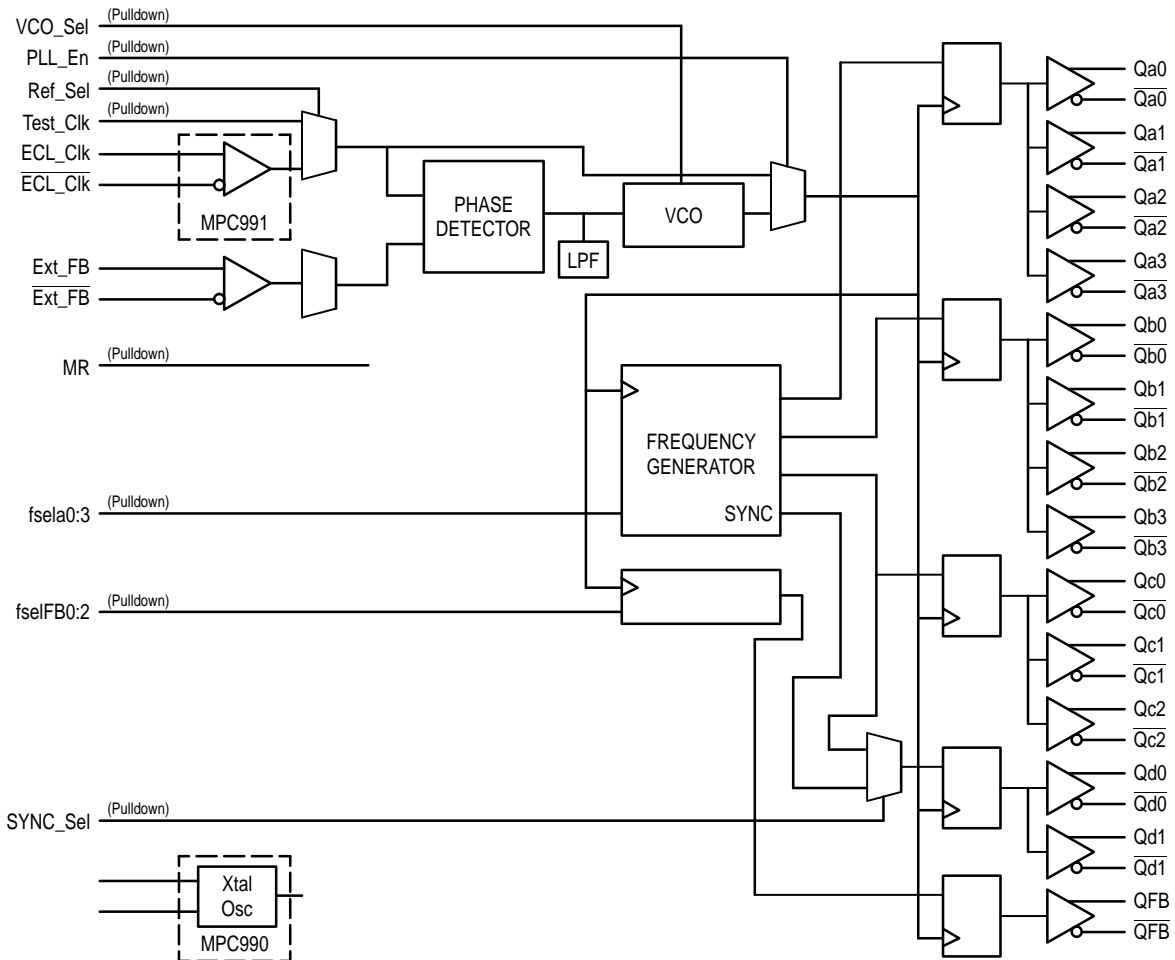 VCO_Sel (Pulldown)
PLL_En (Pulldown)
Ref_Sel (Pulldown)
Test_Clk (Pulldown)
ECL_Clk
ECL_Clk
MPC991
Ext_FB
Ext_FB
PHASE
DETECTOR
LPF
VCO
MR (Pulldown)
FREQUENCY
GENERATOR
SYNC
fsela0:3 (Pulldown)
fselFB0:2 (Pulldown)
SYNC_Sel (Pulldown)
Xtal
Osc
MPC990
Qa0
Qa0
Qa1
Qa1
Qa2
Qa2
Qa3
Qa3
Qb0
Qb0
Qb1
Qb1
Qb2
Qb2
Qb3
Qb3
Qc0
Qc0
Qc1
Qc1
Qc2
Qc2
Qd0
Qd0
Qd1
Qd1
QFB
QFB